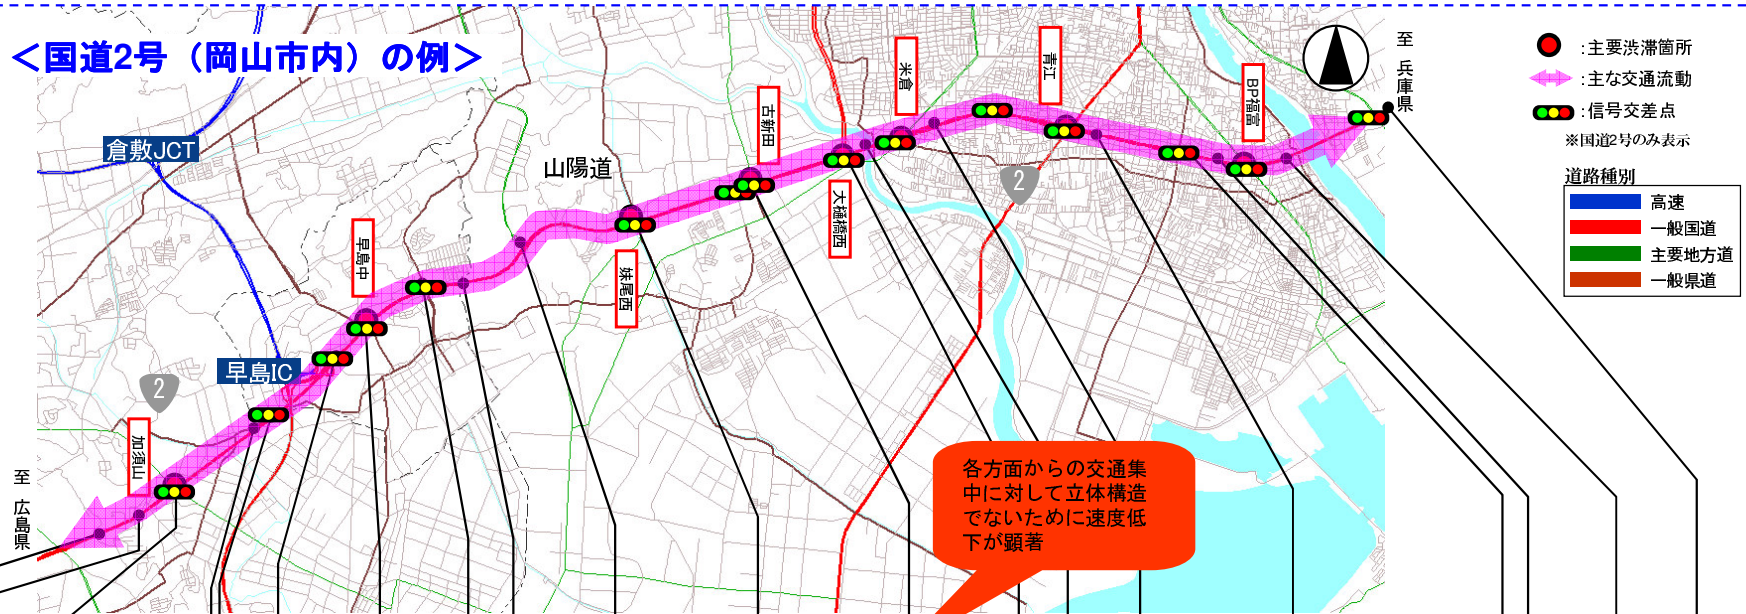 ＜国道2号（岡山市内）の例＞
倉敷JCT
山陽道
早島IC
2
2
加須山
早島中
妹尾西
古新田
大樋橋西
米倉
青江
BP福富
至 広島県
至 兵庫県
:主要渋滞箇所
:主な交通流動
:信号交差点
※国道2号のみ表示
道路種別
高速
一般国道
主要地方道
一般県道
各方面からの交通集
中に対して立体構造
でないために速度低
下が顕著